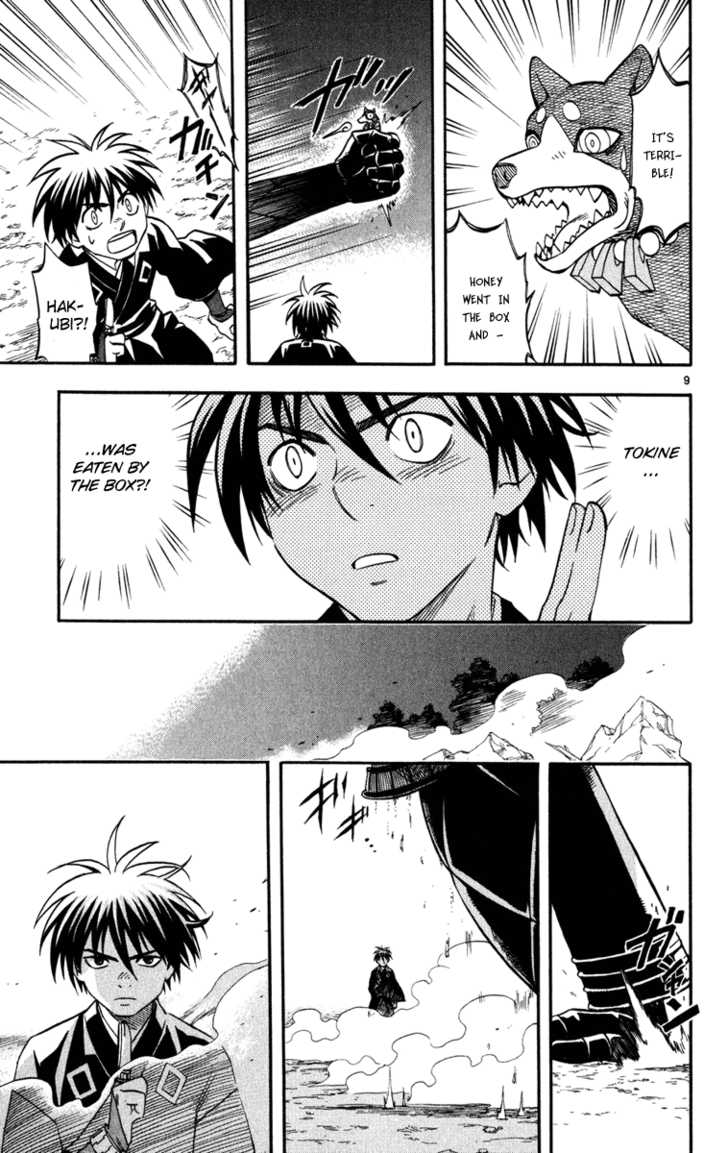 IT'S
TERRI-
BLE!
HONEY
WENT IN
THE BOX
AND -
HAK-
UBI?!
9
TOKINE
...
...WAS
EATEN BY
THE BOX?!